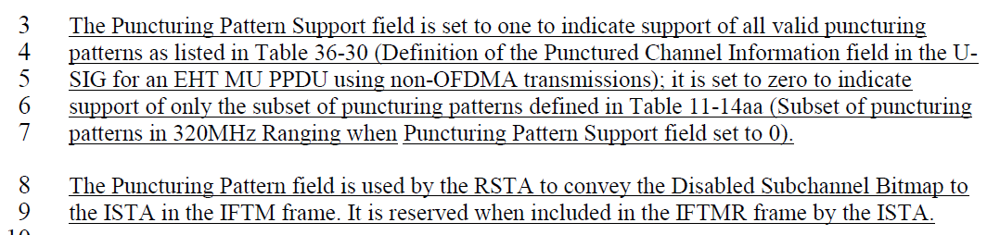 3 The Puncturing Pattern Support field is set to one to indicate support of all valid puncturing
4 patterns as listed in Table 36-30 (Definition of the Punctured Channel Information field in the U-
5 SIG for an EHT MU PPDU using non-OFDMA transmissions); it is set to zero to indicate
6 support of only the subset of puncturing patterns defined in Table 11-14aa (Subset of puncturing
7 patterns in 320MHz Ranging when Puncturing Pattern Support field set to 0).
8 The Puncturing Pattern field is used by the RSTA to convey the Disabled Subchannel Bitmap to
9 the ISTA in the IFTM frame. It is reserved when included in the IFTMR frame by the ISTA.